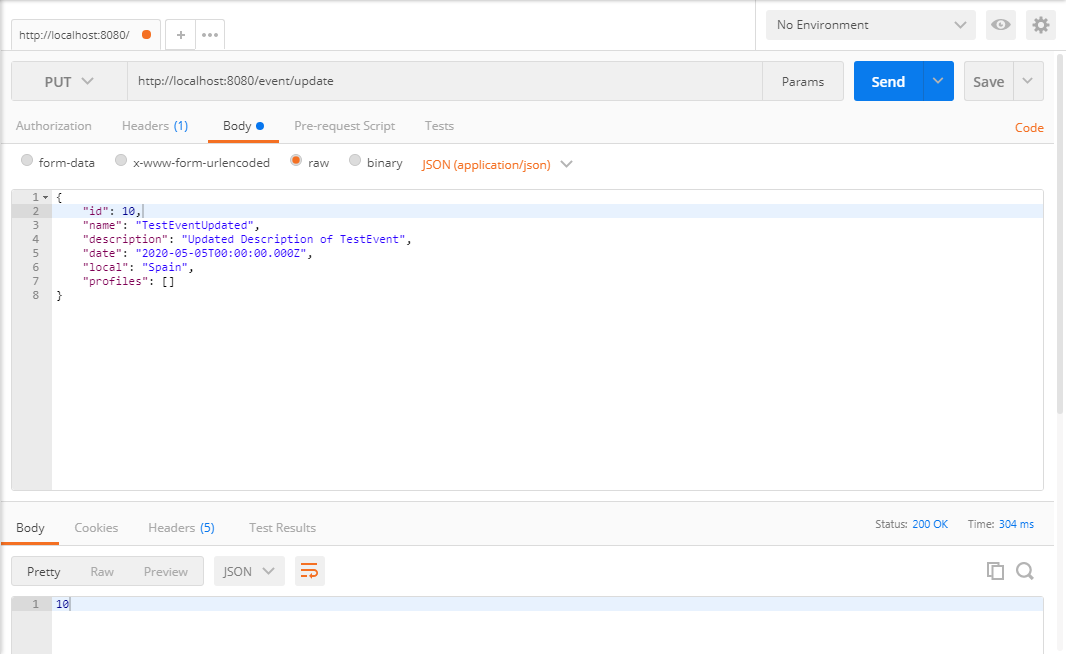 http://localhost:8080/ + ••• No Environment
PUT http://localhost:8080/event/update Params Send Save
Authorization Headers (1) Body Pre-request Script Tests Code
form-data x-www-form-urlencoded raw binary JSON (application/json)
1 {
2 "id": 10,
3 "name": "TestEventUpdated",
4 "description": "Updated Description of TestEvent",
5 "date": "2020-05-05T00:00:00.000Z",
6 "local": "Spain",
7 "profiles": []
8 }
Body Cookies Headers (5) Test Results Status: 200 OK Time: 304 ms
Pretty Raw Preview JSON
1 10